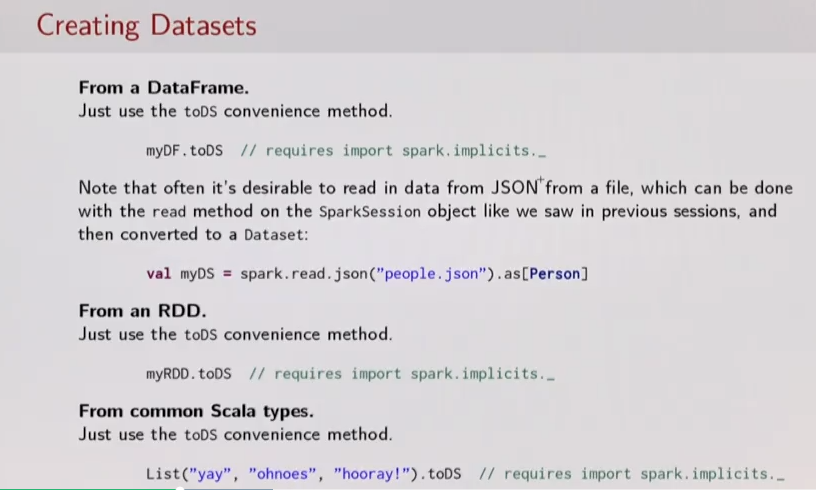 Creating Datasets
From a DataFrame.
Just use the toDS convenience method.
myDF.toDS // requires import spark.implicits._
Note that often it's desirable to read in data from JSON from a file, which can be done
with the read method on the SparkSession object like we saw in previous sessions, and
then converted to a Dataset:
val myDS = spark.read.json("people.json").as[Person]
From an RDD.
Just use the toDS convenience method.
myRDD.toDS // requires import spark.implicits._
From common Scala types.
Just use the toDS convenience method.
List("yay", "ohnoes", "hooray!").toDS // requires import spark.implicits._